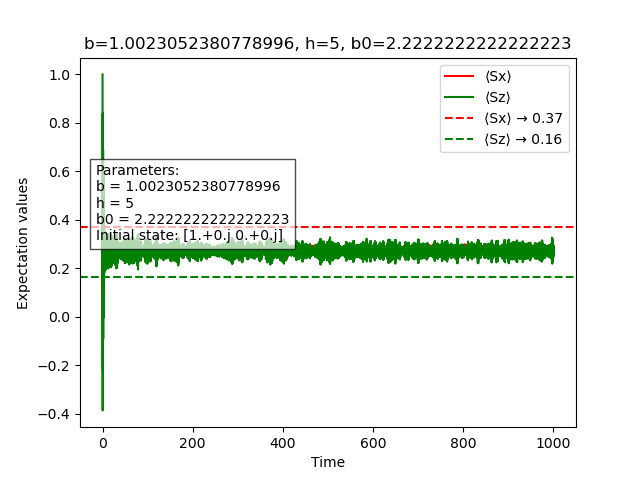 b=1.0023052380778996, h=5, b0=2.2222222222222223
Expectation values
1.0
0.8
0.6
0.4
0.2
0.0
−0.2
−0.4
⟨Sx⟩
⟨Sz⟩
⟨Sx⟩ → 0.37
⟨Sz⟩ → 0.16
Parameters:
b = 1.0023052380778996
h = 5
b0 = 2.2222222222222223
Initial state: [1.+0.j 0.+0.j]
0
200
400
600
800
1000
Time